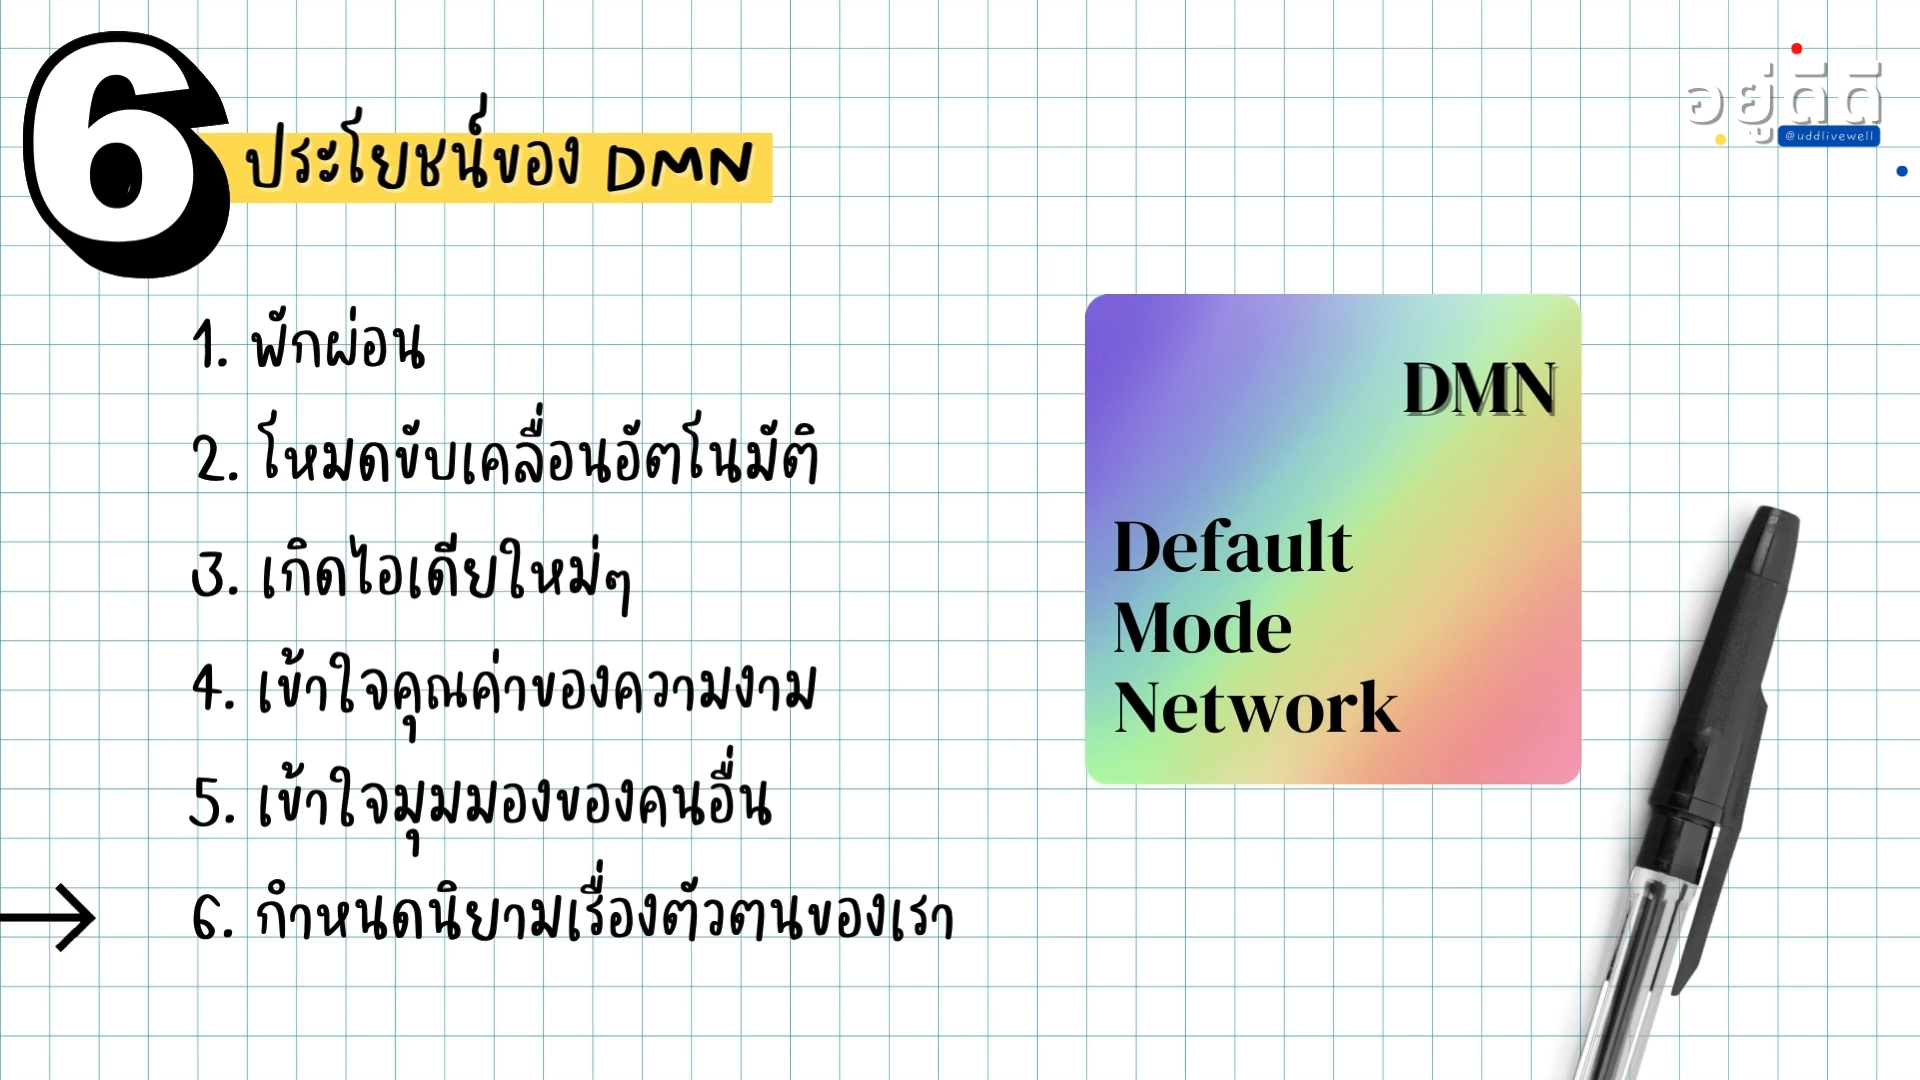 6
ประโยชน์ของ DMN
อยู่ดีดี
@uddlivewell
1. พักผ่อน
2. โหมดขับเคลื่อนอัตโนมัติ
3. เกิดไอเดียใหม่ๆ
4. เข้าใจคุณค่าของความงาม
5. เข้าใจมุมมองของคนอื่น
6. กำหนดนิยามเรื่องตัวตนของเรา
DMN
Default
Mode
Network